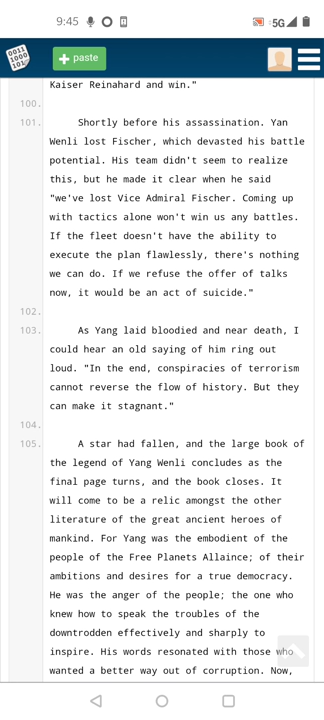 9:45
5G
0011
1000
101
+ paste
Kaiser Reinahard and win."
100.
101. Shortly before his assassination. Yan
Wenli lost Fischer, which devasted his battle
potential. His team didn't seem to realize
this, but he made it clear when he said
"we've lost Vice Admiral Fischer. Coming up
with tactics alone won't win us any battles.
If the fleet doesn't have the ability to
execute the plan flawlessly, there's nothing
we can do. If we refuse the offer of talks
now, it would be an act of suicide."
102.
103. As Yang laid bloodied and near death, I
could hear an old saying of him ring out
loud. "In the end, conspiracies of terrorism
cannot reverse the flow of history. But they
can make it stagnant."
104.
105. A star had fallen, and the large book of
the legend of Yang Wenli concludes as the
final page turns, and the book closes. It
will come to be a relic amongst the other
literature of the great ancient heroes of
mankind. For Yang was the embodient of the
people of the Free Planets Allaince; of their
ambitions and desires for a true democracy.
He was the anger of the people; the one who
knew how to speak the troubles of the
downtrodden effectively and sharply to
inspire. His words resonated with those who
wanted a better way out of corruption. Now,